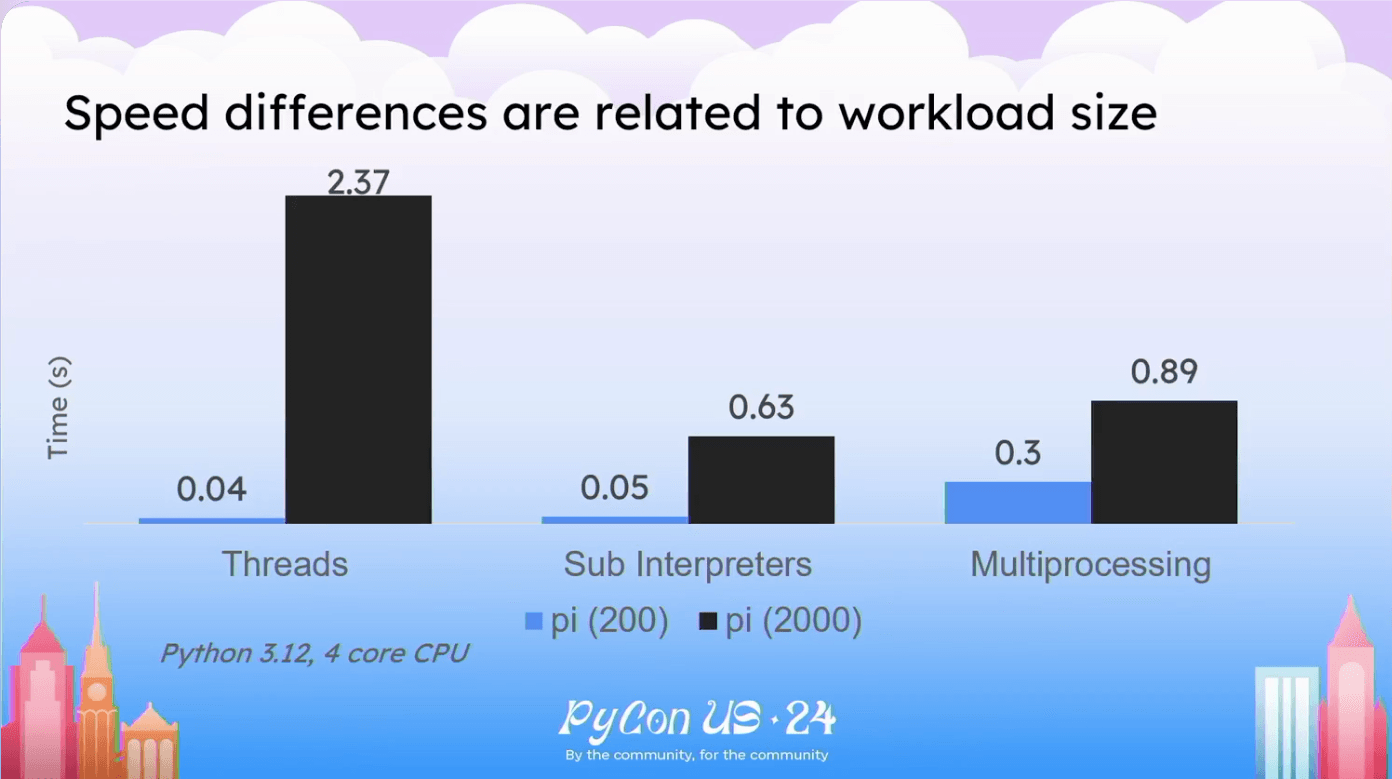 Speed differences are related to workload size
2.37
0.89
0.63
0.3
0.04
0.05
Time (s)
Threads
Sub Interpreters
Multiprocessing
pi (200)
pi (2000)
Python 3.12, 4 core CPU
PyCon US · 24
By the community, for the community